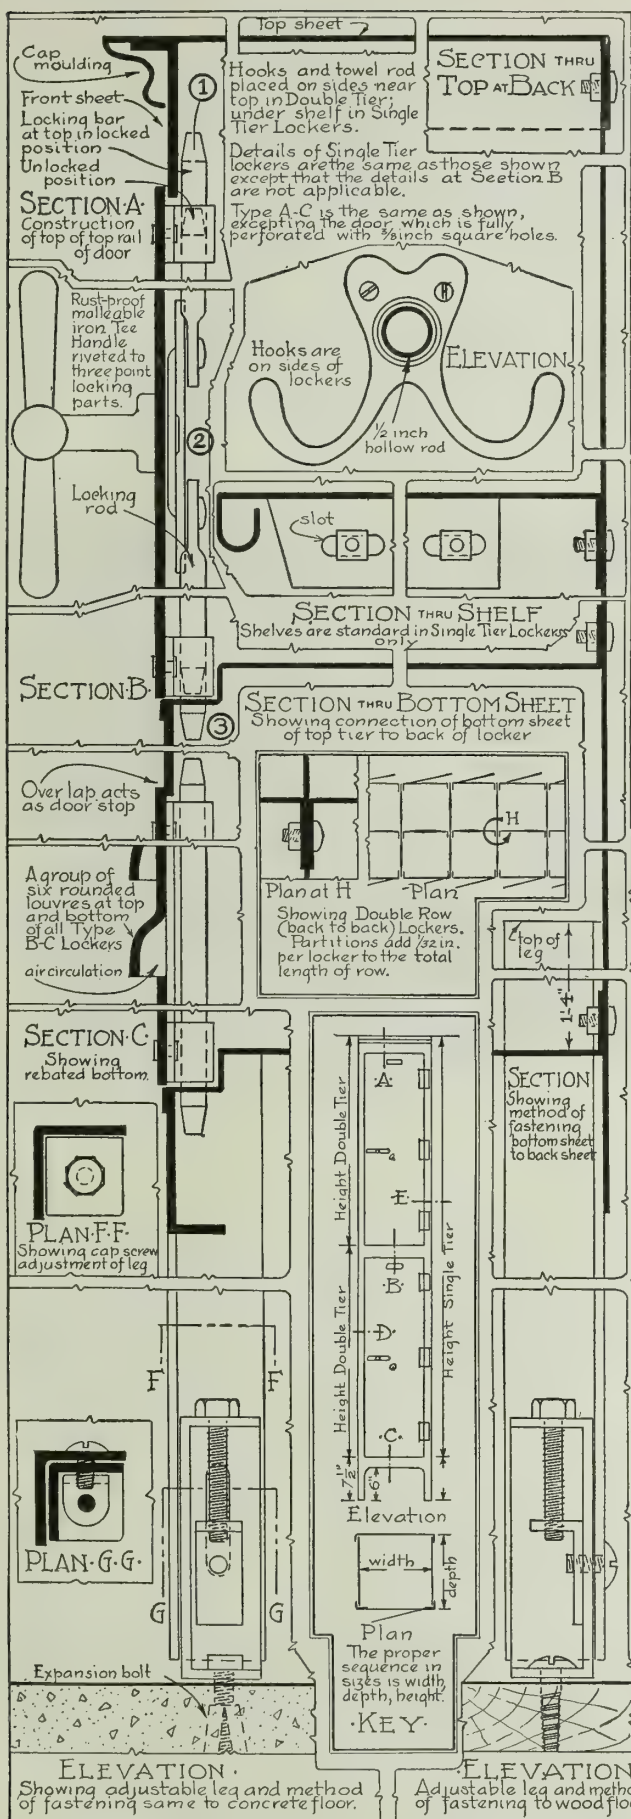 Top sheet
Cap
moulding
Front sheet
Locking bar
at top in locked
position
Unlocked
position
SECTION·A·
Construction
of top of top rail
of door
1
Hooks and towel rod
placed on sides near
top in Double Tier;
under shelf in Single
Tier Lockers.
Details of Single Tier
lockers are the same as those shown
except that the details at Section B
are not applicable.
Type A-C is the same as shown,
excepting the door which is fully
perforated with 3/8 inch square holes.
SECTION THRU
TOP AT BACK
Rust-proof
malleable
iron Tee
Handle
riveted to
three point
locking
parts.
2
Locking
rod
Hooks are
on sides of
lockers
ELEVATION
1/2 inch
hollow rod
slot
SECTION THRU SHELF
Shelves are standard in Single Tier Lockers
only
SECTION·B·
3
SECTION THRU BOTTOM SHEET
Showing connection of bottom sheet
of top tier to back of locker
Over lap acts
as door stop
A group of
six rounded
louvres at top
and bottom
of all Type
B-C Lockers
air circulation
H
Plan at H
Plan
Showing Double Row
(back to back) Lockers.
Partitions add 1/32 in.
per locker to the total
length of row.
top of
leg
1'-4"
SECTION·C·
Showing
rebated bottom.
SECTION
Showing
method of
fastening
bottom sheet
to back sheet
PLAN·F·F·
Showing cap screw
adjustment of leg
F
F
PLAN·G·G·
G
G
Height Double Tier
Height Double Tier
Height Single Tier
·A·
E
B
·D·
·C·
7 1/2"
6"
Elevation
width
depth
Plan
The proper
sequence in
sizes is width,
depth, height.
·KEY·
Expansion bolt
ELEVATION·
Showing adjustable leg and method
of fastening same to concrete floor.
·ELEVATION
Adjustable leg and metho
of fastening to wood floo